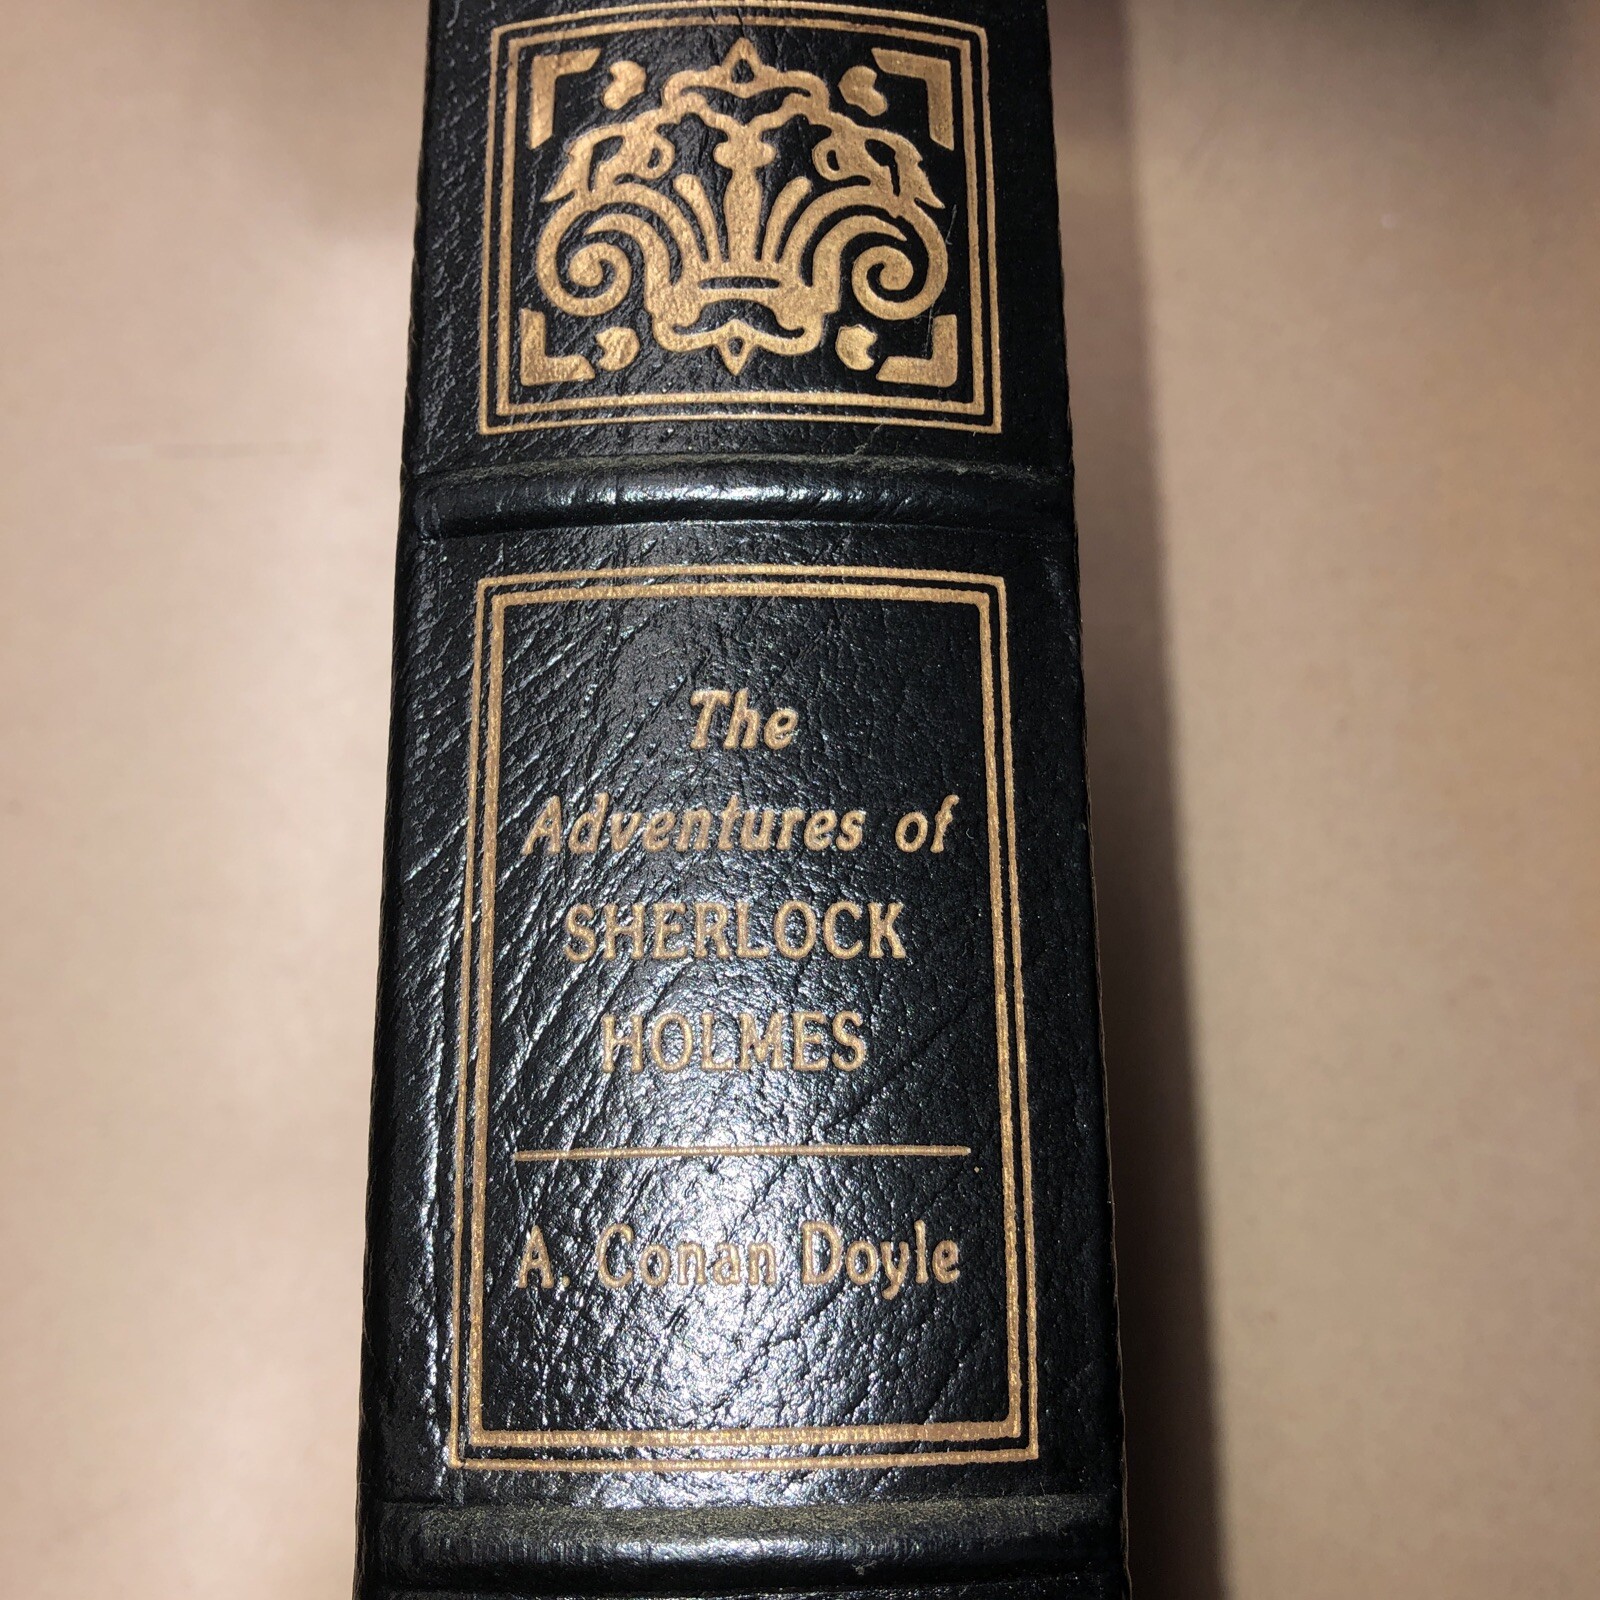 The
Adventures of
SHERLOCK
HOLMES
A. Conan Doyle